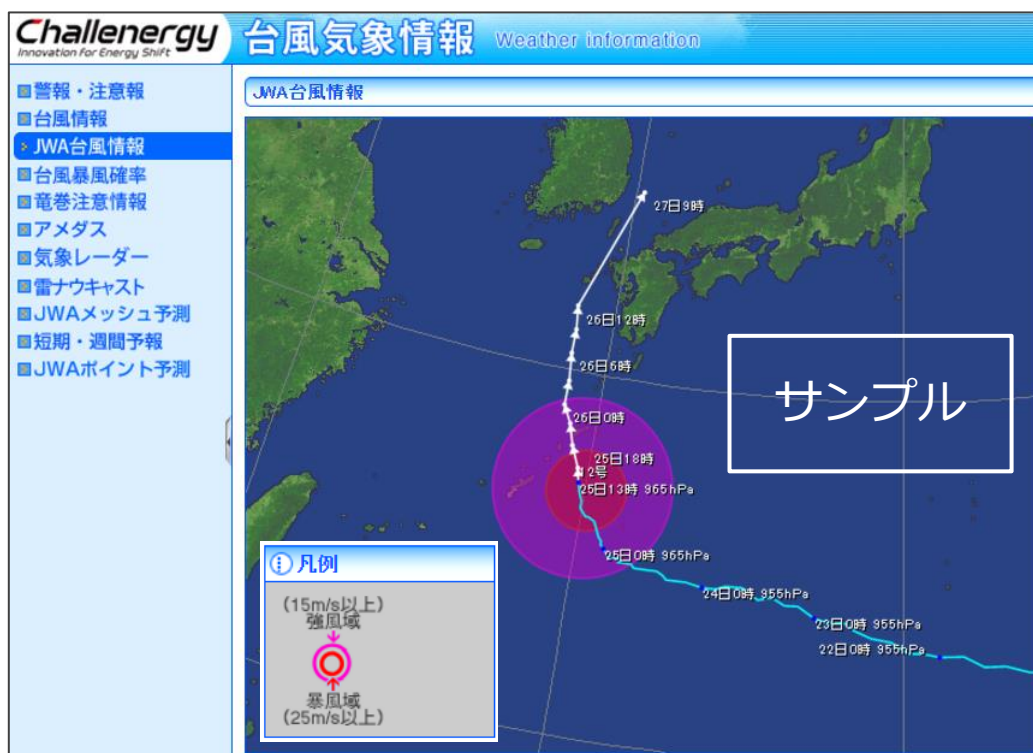 Challenergy
Innovation for Energy Shift
台風気象情報 Weather information
警報・注意報
台風情報
JWA台風情報
台風暴風確率
竜巻注意情報
アメダス
気象レーダー
雷ナウキャスト
JWAメッシュ予測
短期・週間予報
JWAポイント予測
JWA台風情報
27日9時
26日12時
26日6時
26日0時
25日18時
12号
25日13時 965hPa
25日0時 965hPa
24日0時 955hPa
23日0時 955hPa
22日0時 955hPa
サンプル
凡例
(15m/s以上)
強風域
暴風域
(25m/s以上)